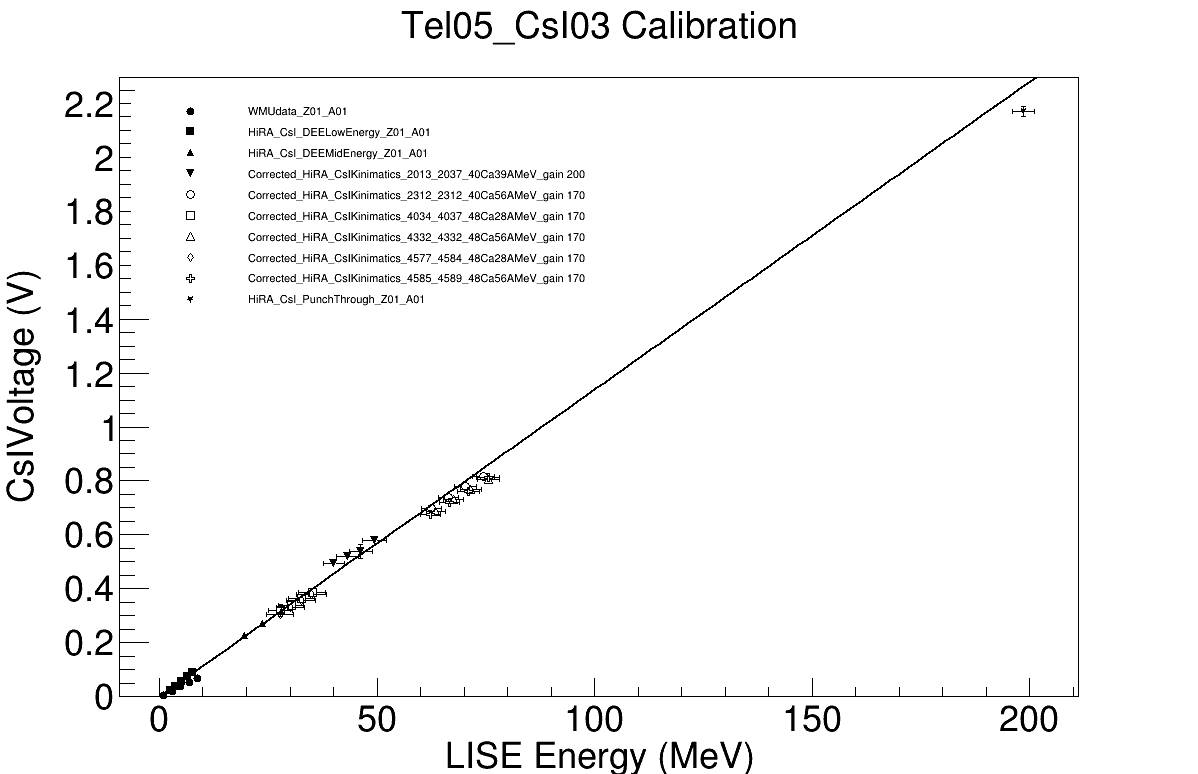 Tel05_CsI03 Calibration
WMUdata_Z01_A01
HiRA_CsI_DEELowEnergy_Z01_A01
HiRA_CsI_DEEMidEnergy_Z01_A01
Corrected_HiRA_CsIKinimatics_2013_2037_40Ca39AMeV_gain 200
Corrected_HiRA_CsIKinimatics_2312_2312_40Ca56AMeV_gain 170
Corrected_HiRA_CsIKinimatics_4034_4037_48Ca28AMeV_gain 170
Corrected_HiRA_CsIKinimatics_4332_4332_48Ca56AMeV_gain 170
Corrected_HiRA_CsIKinimatics_4577_4584_48Ca28AMeV_gain 170
Corrected_HiRA_CsIKinimatics_4585_4589_48Ca56AMeV_gain 170
HiRA_CsI_PunchThrough_Z01_A01
CsIVoltage (V)
2.2
2
1.8
1.6
1.4
1.2
1
0.8
0.6
0.4
0.2
0
0 50 100 150 200
LISE Energy (MeV)